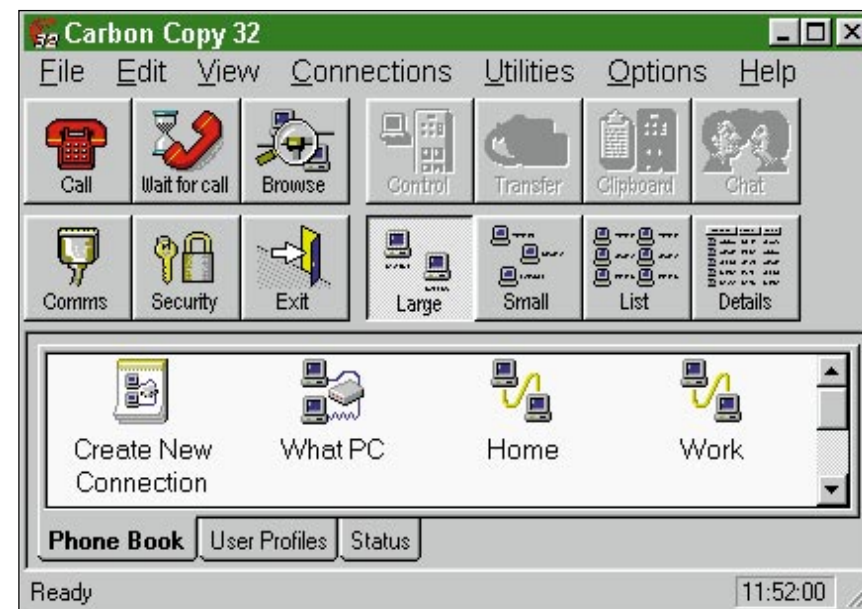 Carbon Copy 32
File Edit View Connections Utilities Options Help
Call Wait for call Browse Control Transfer Clipboard Chat
Comms Security Exit Large Small List Details
Create New Connection
What PC
Home
Work
Phone Book User Profiles Status
Ready 11:52:00